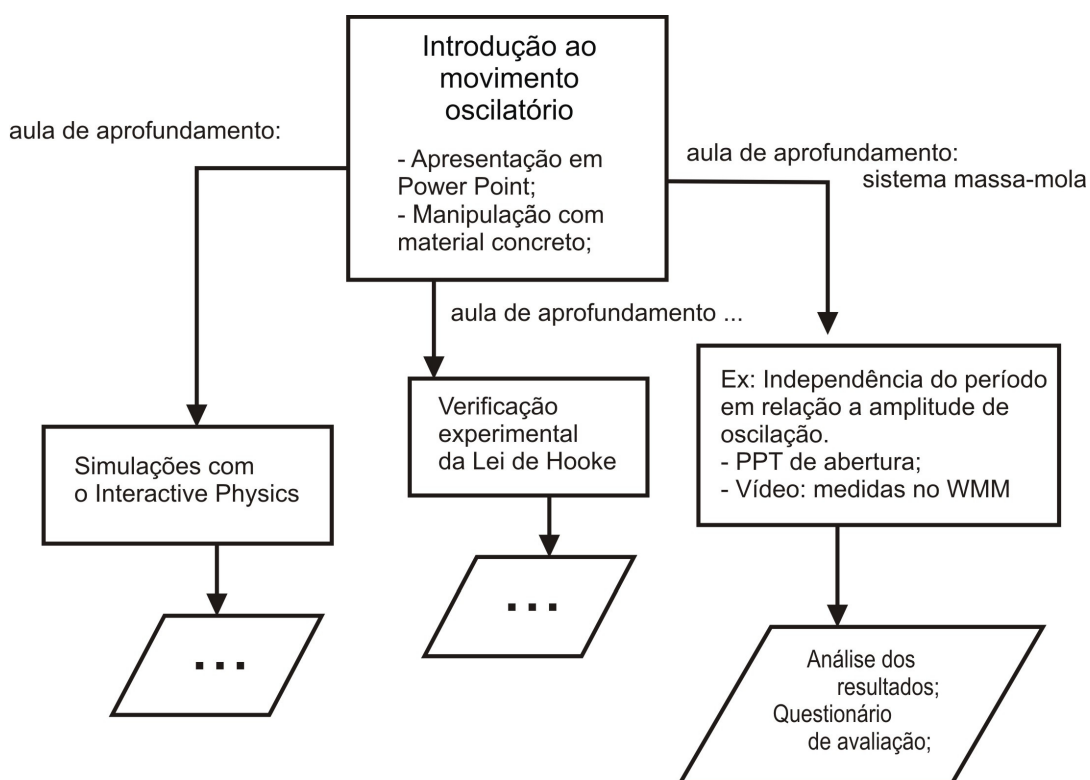 Introdução ao
movimento
oscilatório
- Apresentação em
Power Point;
- Manipulação com
material concreto;
aula de aprofundamento:
aula de aprofundamento:
sistema massa-mola
aula de aprofundamento ...
Simulações com
o Interactive Physics
Verificação
experimental
da Lei de Hooke
Ex: Independência do período
em relação a amplitude de
oscilação.
- PPT de abertura;
- Vídeo: medidas no WMM
...
...
Análise dos
resultados;
Questionário
de avaliação;